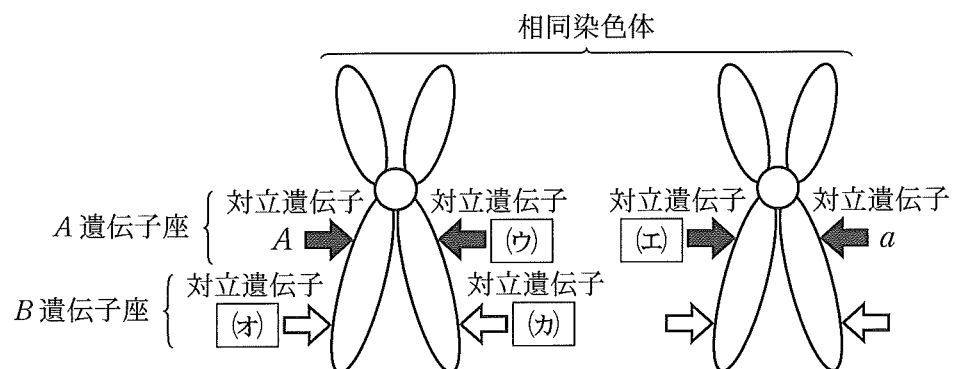 相同染色体
対立遺伝子 対立遺伝子 対立遺伝子 対立遺伝子
A 遺伝子座 A (ウ) (エ) a
対立遺伝子 対立遺伝子
B 遺伝子座 (オ) (カ)